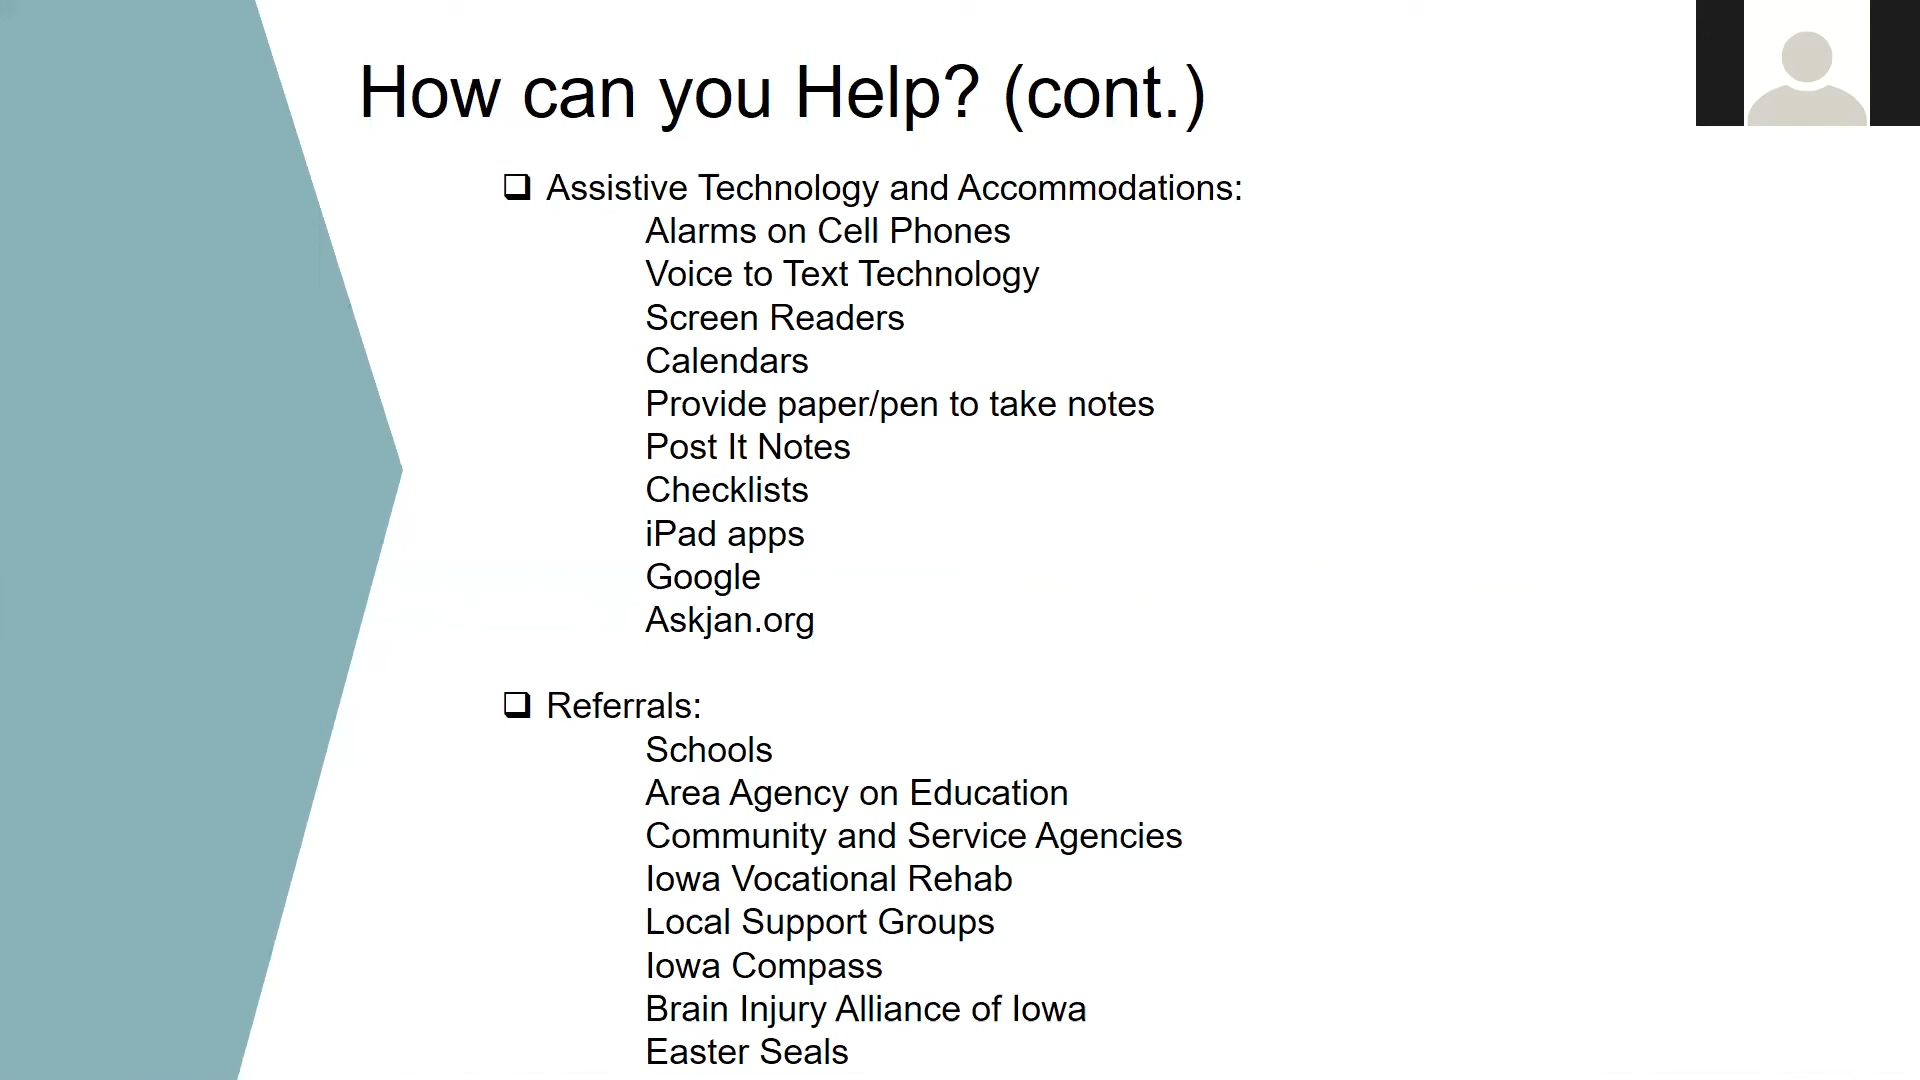 How can you Help? (cont.)
❑ Assistive Technology and Accommodations:
Alarms on Cell Phones
Voice to Text Technology
Screen Readers
Calendars
Provide paper/pen to take notes
Post It Notes
Checklists
iPad apps
Google
Askjan.org
❑ Referrals:
Schools
Area Agency on Education
Community and Service Agencies
Iowa Vocational Rehab
Local Support Groups
Iowa Compass
Brain Injury Alliance of Iowa
Easter Seals